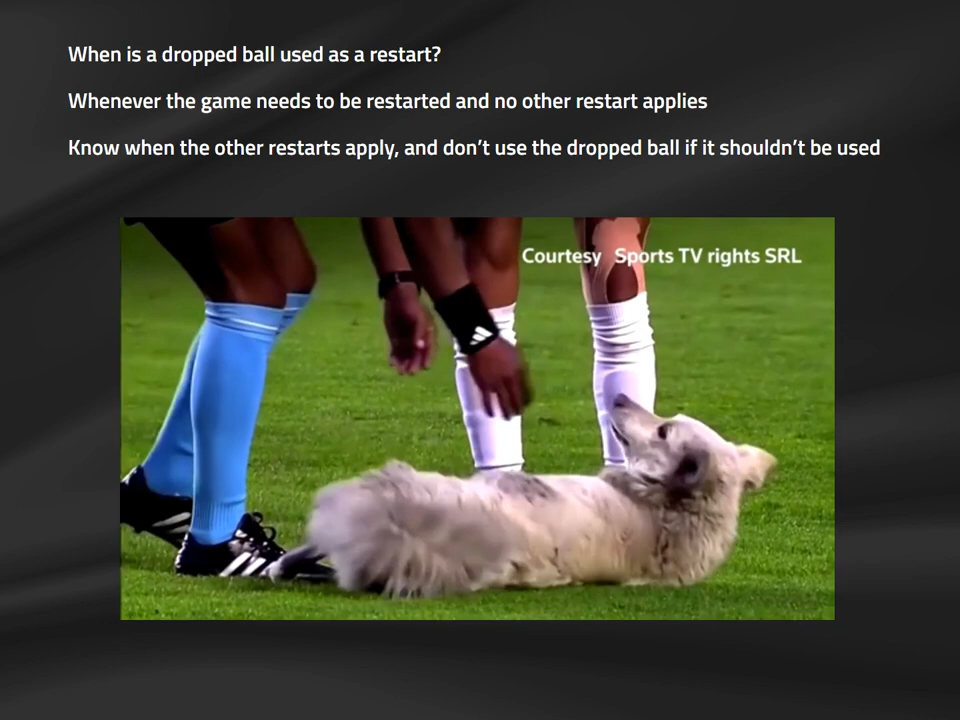 When is a dropped ball used as a restart?
Whenever the game needs to be restarted and no other restart applies
Know when the other restarts apply, and don’t use the dropped ball if it shouldn’t be used
Courtesy Sports TV rights SRL